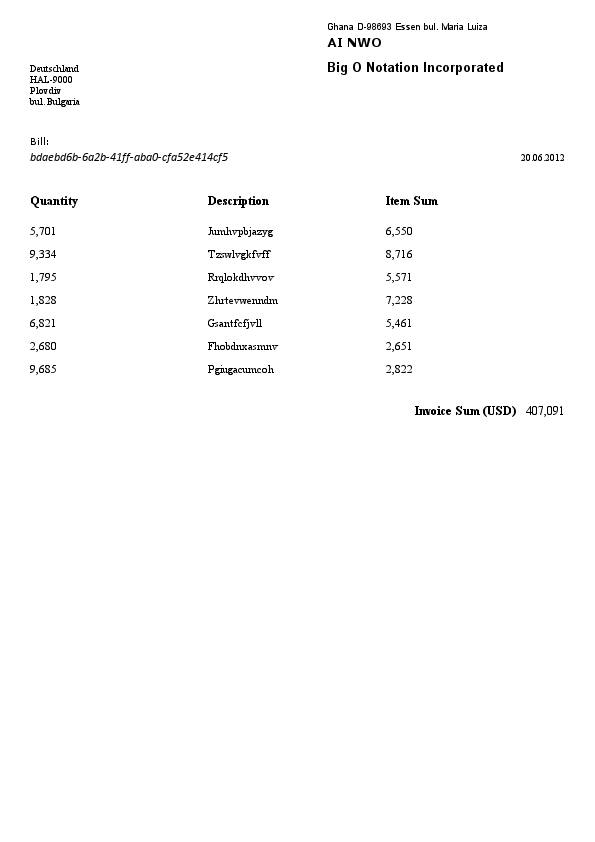 Ghana D-98693 Essen bul. Maria Luiza
AI NWO
Big O Notation Incorporated
Deutschland
HAL-9000
Plovdiv
bul. Bulgaria
Bill:
bdaebd6b-6a2b-41ff-aba0-cfa52e414cf5 20.06.2012
Quantity Description Item Sum
5,701 Jumhvpbjazyg 6,550
9,334 Tzswlvgkfvff 8,716
1,795 Rrqlokdhvvov 5,571
1,828 Zhrtevwenndm 7,228
6,821 Gsantfcfjvll 5,461
2,680 Fhobdnxasmnv 2,651
9,685 Pgiugacumcoh 2,822
Invoice Sum (USD) 407,091